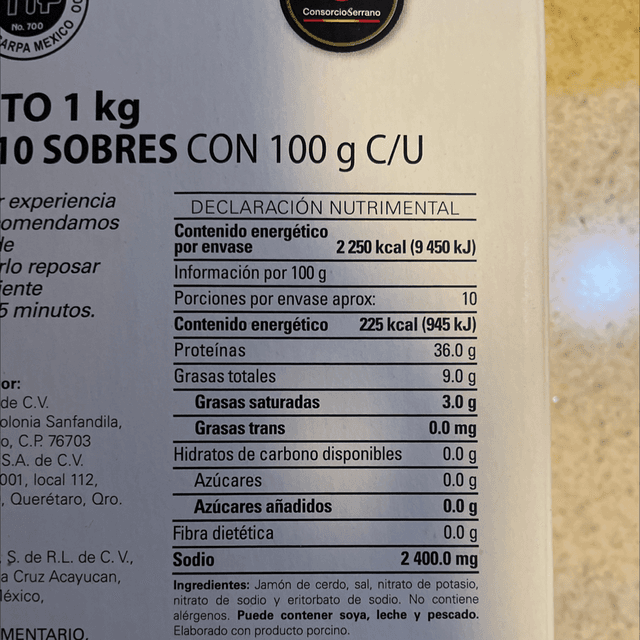 No. 700
ARPA MEXICO
ConsorcioSerrano
TO 1 kg
10 SOBRES CON 100 g C/U
experiencia
omendamos
rlo reposar
iente
5 minutos.
DECLARACIÓN NUTRIMENTAL
Contenido energético
por envase 2 250 kcal (9 450 kJ)
Información por 100 g
Porciones por envase aprox: 10
Contenido energético 225 kcal (945 kJ)
Proteínas 36.0 g
Grasas totales 9.0 g
Grasas saturadas 3.0 g
Grasas trans 0.0 mg
Hidratos de carbono disponibles 0.0 g
Azúcares 0.0 g
Azúcares añadidos 0.0 g
Fibra dietética 0.0 g
Sodio 2 400.0 mg
Ingredientes: Jamón de cerdo, sal, nitrato de potasio,
nitrato de sodio y eritorbato de sodio. No contiene
alérgenos. Puede contener soya, leche y pescado.
Elaborado con producto porcino.
or:
de C.V.
olonia Sanfandila,
o, C.P. 76703
S.A. de C.V.
001, local 112,
, Querétaro, Qro.
S. de R.L. de C.V.,
a Cruz Acayucan,
éxico,
MENTARIO.